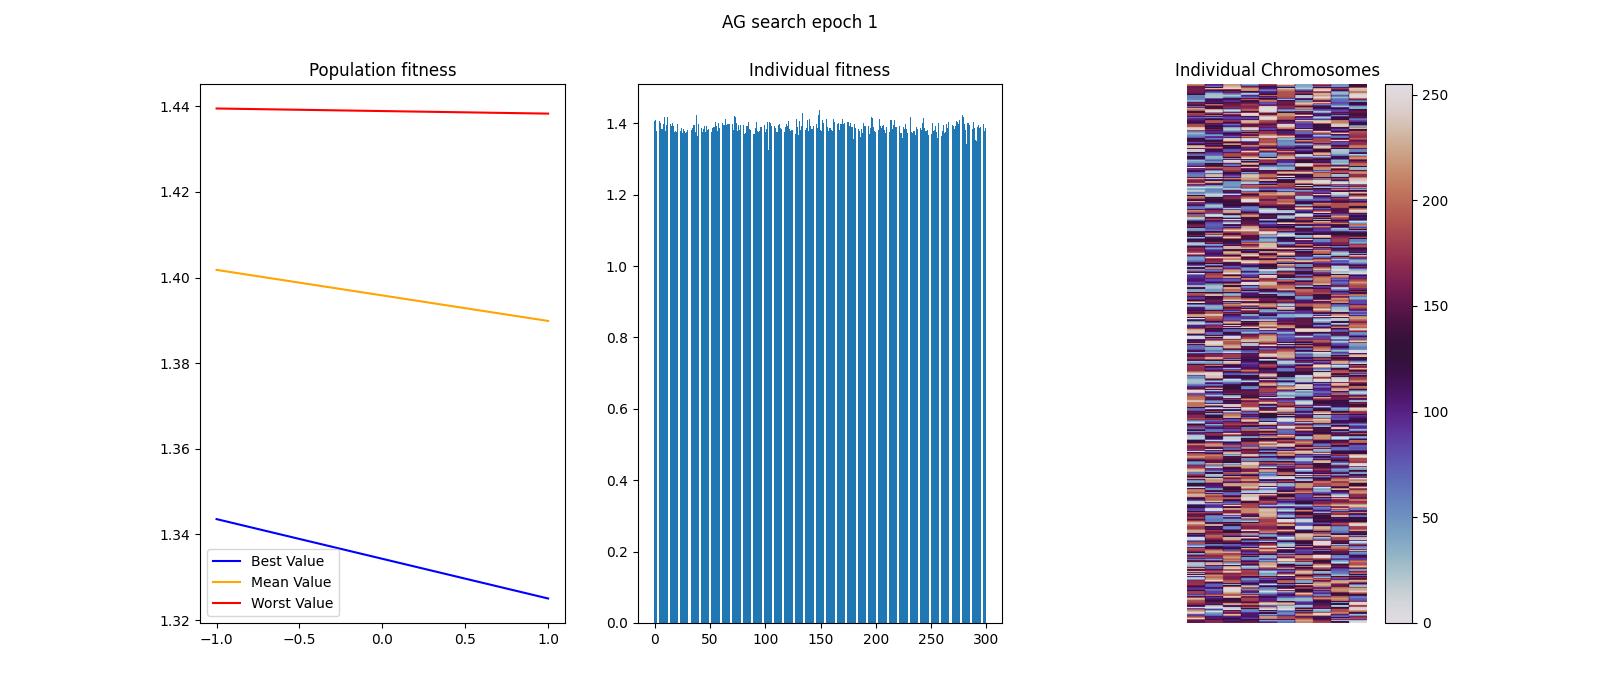 AG search epoch 1
Population fitness
1.44
1.42
1.40
1.38
1.36
1.34
1.32
−1.0 −0.5 0.0 0.5 1.0
Best Value
Mean Value
Worst Value
Individual fitness
1.4
1.2
1.0
0.8
0.6
0.4
0.2
0.0
0 50 100 150 200 250 300
Individual Chromosomes
250
200
150
100
50
0